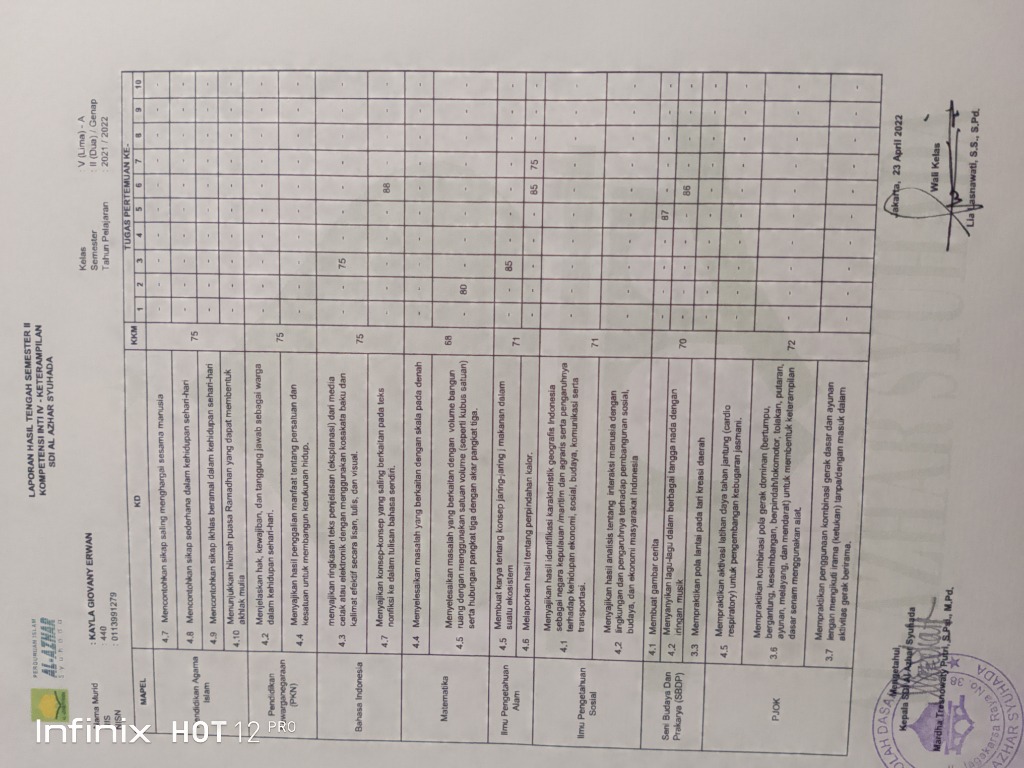 LAPORAN HASIL TENGAH SEMESTER II
KOMPETENSI INTI IV - KETERAMPILAN
SDI AL AZHAR SYUHADA
PERGURUAN ISLAM
AL AZHAR
Syuhada
Nama Murid : KAYLA GIOVANY ERWAN
NIS : 440
NISN : 0113991279
Kelas : V (Lima) - A
Semester : II (Dua) / Genap
Tahun Pelajaran : 2021 / 2022
MAPEL KD KKM TUGAS PERTEMUAN KE-
1 2 3 4 5 6 7 8 9 10
Pendidikan Agama Islam 75
4.7 Mencontohkan sikap saling menghargai sesama manusia - - - - - - - - - -
4.8 Mencontohkan sikap sederhana dalam kehidupan sehari-hari - - - - - - - - - -
4.9 Mencontohkan sikap ikhlas beramal dalam kehidupan sehari-hari - - - - - - - - - -
4.10 Menunjukkan hikmah puasa Ramadhan yang dapat membentuk
akhlak mulia - - - - - - - - - -
Pendidikan
Kewarganegaraan
(PKN) 75
4.2 Menjelaskan hak, kewajiban, dan tanggung jawab sebagai warga
dalam kehidupan sehari-hari. - - - - - - - - - -
4.4 Menyajikan hasil penggalian manfaat tentang persatuan dan
kesatuan untuk membangun kerukunan hidup. - - - - - - - - - -
Bahasa Indonesia 75
4.3 menyajikan ringkasan teks penjelasan (eksplanasi) dari media
cetak atau elektronik dengan menggunakan kosakata baku dan
kalimat efektif secara lisan, tulis, dan visual. - - 75 - - - - - - -
4.7 Menyajikan konsep-konsep yang saling berkaitan pada teks
nonfiksi ke dalam tulisan bahasa sendiri. - - - - - 88 - - - -
Matematika 68
4.4 Menyelesaikan masalah yang berkaitan dengan skala pada denah - - - - - - - - - -
4.5 Menyelesaikan masalah yang berkaitan dengan volume bangun
ruang dengan menggunakan satuan volume (seperti kubus satuan)
serta hubungan pangkat tiga dengan akar pangkat tiga. - 80 - - - - - - - -
Ilmu Pengetahuan
Alam 71
4.5 Membuat karya tentang konsep jaring-jaring makanan dalam
suatu ekosistem - - 85 - - - - - - -
4.6 Melaporkan hasil tentang perpindahan kalor. - - - - - 85 75 - - -
Ilmu Pengetahuan
Sosial 71
4.1 Menyajikan hasil identifikasi karakteristik geografis Indonesia
sebagai negara kepulauan /maritim dan agraris serta pengaruhnya
terhadap kehidupan ekonomi, sosial, budaya, komunikasi serta
transportasi. - - - - - - - - - -
4.2 Menyajikan hasil analisis tentang interaksi manusia dengan
lingkungan dan pengaruhnya terhadap pembangunan sosial,
budaya, dan ekonomi masyarakat Indonesia - - - - - - - - - -
Seni Budaya Dan
Prakarya (SBDP) 70
4.1 Membuat gambar cerita - - - - - - - - - -
4.2 Menyanyikan lagu-lagu dalam berbagai tangga nada dengan
iringan musik - - - - 87 - - - - -
3.3 Mempraktikan pola lantai pada tari kreasi daerah - - - - - 86 - - - -
PJOK 72
4.5 Mempraktikan aktivasi latihan daya tahan jantung (cardio
respiratory) untuk pengembangan kebugaran jasmani. - - - - - - - - - -
3.6 Mempraktikan kombinasi pola gerak dominan (bertumpu,
bergantung, keseimbangan, berpindah/lokomotor, tolakan, putaran,
ayunan, melayang, dan mendarat) untuk membentuk keterampilan
dasar senam menggunakan alat. - - - - - - - - - -
3.7 Mempraktikan penggunaan kombinasi gerak dasar dan ayunan
lengan mengikuti irama (ketukan) tanpa/dengan musik dalam
aktivitas gerak berirama. - - - - - - - - - -
Mengetahui,
Kepala SDI Al Azhar Syuhada
M.Pd.
Jakarta, 23 April 2022
Wali Kelas
Lia Hasnawati, S.S., S.Pd.
Infinix HOT 12 PRO